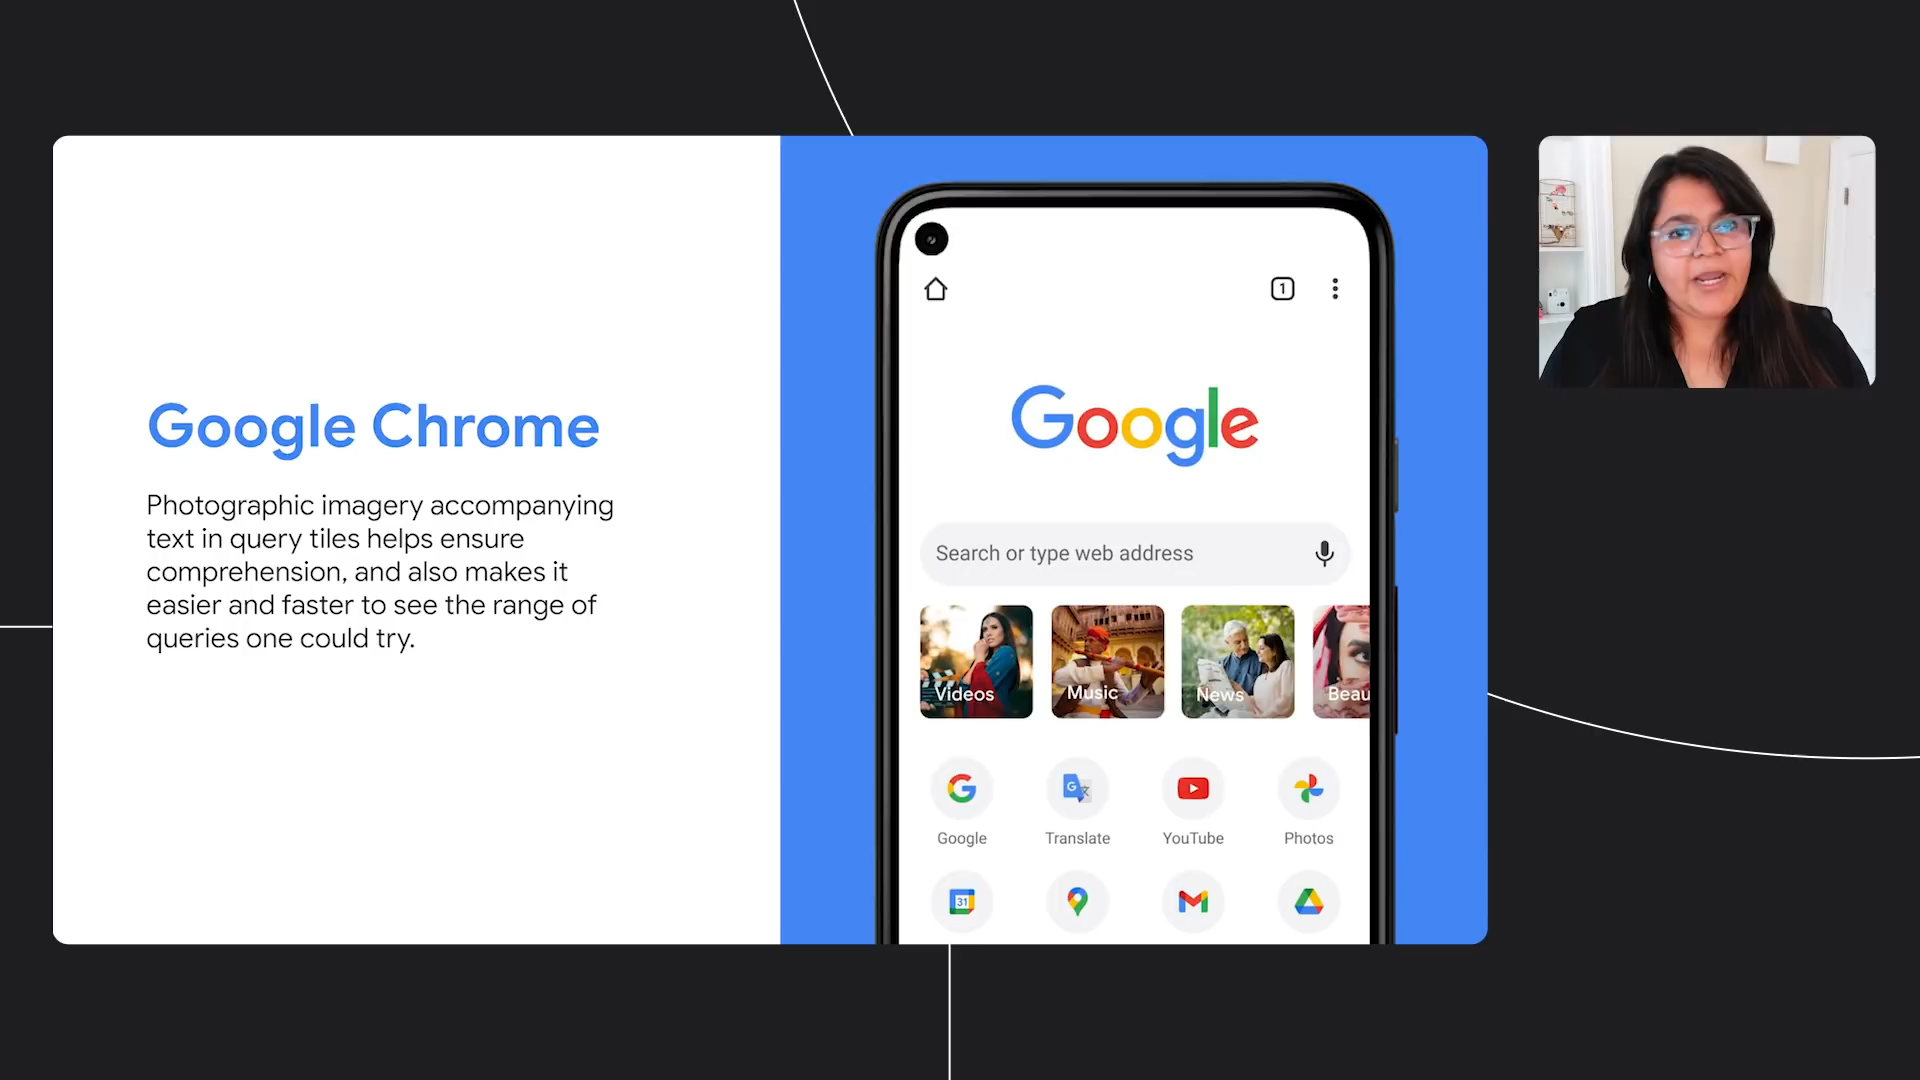 Google Chrome
Photographic imagery accompanying
text in query tiles helps ensure
comprehension, and also makes it
easier and faster to see the range of
queries one could try.
1
Google
Search or type web address
Videos
Music
News
Beau
Google
Translate
YouTube
Photos
31